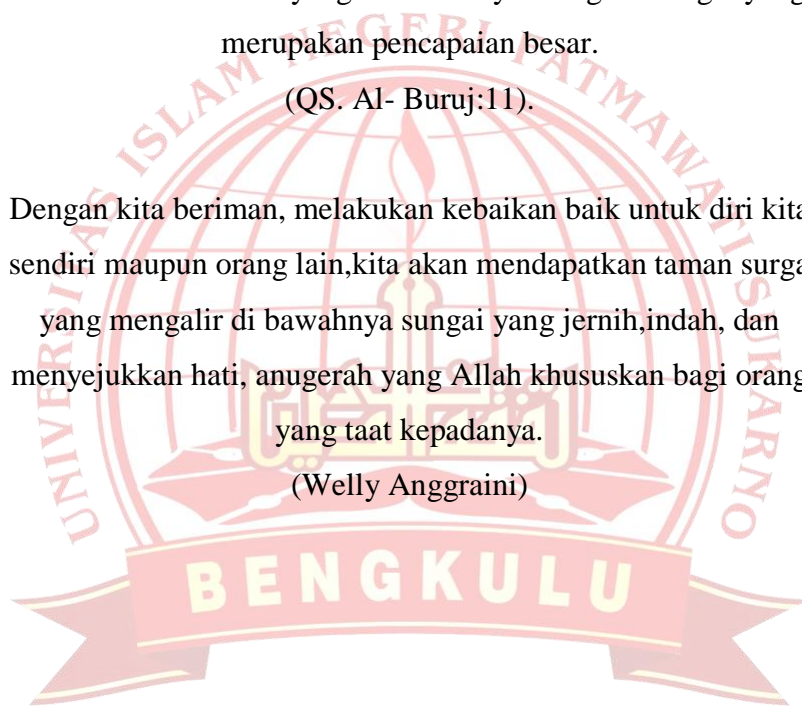 merupakan pencapaian besar.
(QS. Al- Buruj:11).
Dengan kita beriman, melakukan kebaikan baik untuk diri kita
sendiri maupun orang lain,kita akan mendapatkan taman surga
yang mengalir di bawahnya sungai yang jernih,indah, dan
menyejukkan hati, anugerah yang Allah khususkan bagi orang
yang taat kepadanya.
(Welly Anggraini)
UNIVERSITAS ISLAM NEGERI FATMAWATI SUKARNO
BENGKULU